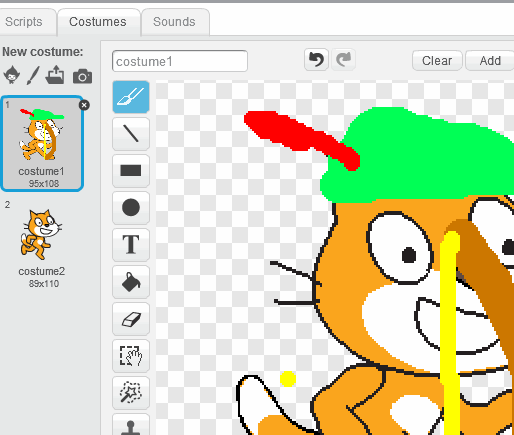 Scripts Costumes Sounds
New costume:
costume1
Clear Add
1
costume1
95x108
T
2
costume2
89x110